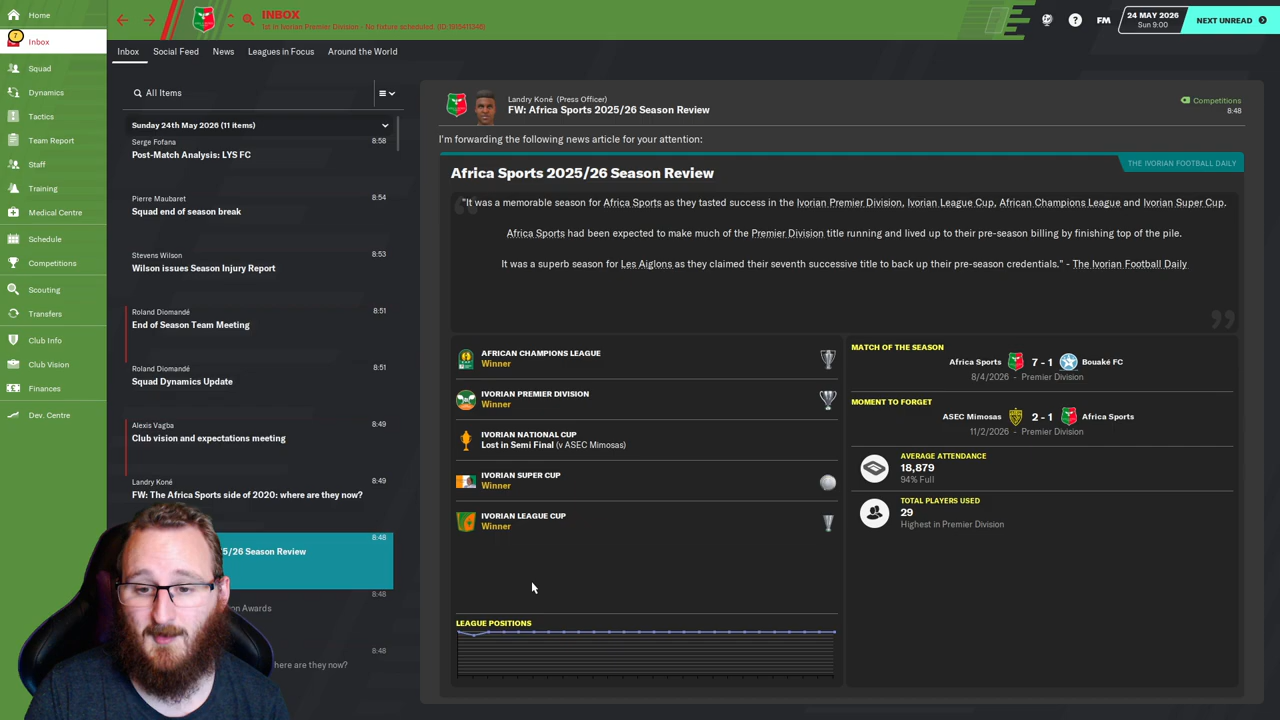 Home
7
Inbox
Squad
Dynamics
Tactics
Team Report
Staff
Training
Medical Centre
Schedule
Competitions
Scouting
Transfers
Club Info
Club Vision
Finances
Dev. Centre
INBOX
1st in Ivorian Premier Division - No fixture scheduled. (ID:1915411348)
?
FM
24 MAY 2026
Sun 9:00
NEXT UNREAD
Inbox Social Feed News Leagues in Focus Around the World
All Items
Sunday 24th May 2026 (11 items)
Serge Fofana 8:58
Post-Match Analysis: LYS FC
Pierre Maubaret 8:54
Squad end of season break
Stevens Wilson 8:53
Wilson issues Season Injury Report
Roland Diomandé 8:51
End of Season Team Meeting
Roland Diomandé 8:51
Squad Dynamics Update
Alexis Vagba 8:49
Club vision and expectations meeting
Landry Koné 8:49
FW: The Africa Sports side of 2020: where are they now?
8:48
5/26 Season Review
8:48
on Awards
8:48
here are they now?
Landry Koné (Press Officer)
FW: Africa Sports 2025/26 Season Review
Competitions
8:48
I'm forwarding the following news article for your attention:
THE IVORIAN FOOTBALL DAILY
Africa Sports 2025/26 Season Review
"It was a memorable season for Africa Sports as they tasted success in the Ivorian Premier Division, Ivorian League Cup, African Champions League and Ivorian Super Cup.
Africa Sports had been expected to make much of the Premier Division title running and lived up to their pre-season billing by finishing top of the pile.
It was a superb season for Les Aiglons as they claimed their seventh successive title to back up their pre-season credentials." - The Ivorian Football Daily
AFRICAN CHAMPIONS LEAGUE
Winner
IVORIAN PREMIER DIVISION
Winner
IVORIAN NATIONAL CUP
Lost in Semi Final (v ASEC Mimosas)
IVORIAN SUPER CUP
Winner
IVORIAN LEAGUE CUP
Winner
LEAGUE POSITIONS
MATCH OF THE SEASON
Africa Sports 7 - 1 Bouaké FC
8/4/2026 - Premier Division
MOMENT TO FORGET
ASEC Mimosas 2 - 1 Africa Sports
11/2/2026 - Premier Division
AVERAGE ATTENDANCE
18,879
94% Full
TOTAL PLAYERS USED
29
Highest in Premier Division